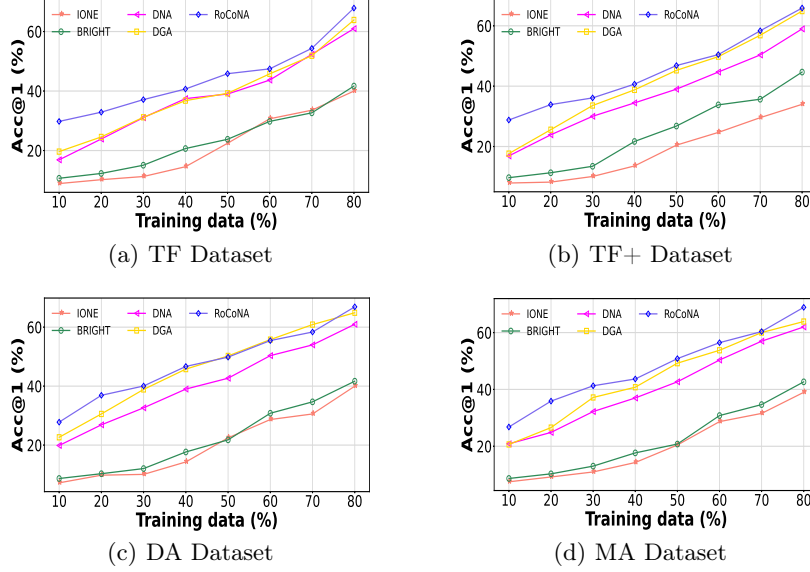 IONE DNA RoCoNA
BRIGHT DGA
60
40
20
Acc@1 (%)
10 20 30 40 50 60 70 80
Training data (%)
(a) TF Dataset
IONE DNA RoCoNA
BRIGHT DGA
60
40
20
Acc@1 (%)
10 20 30 40 50 60 70 80
Training data (%)
(b) TF+ Dataset
IONE DNA RoCoNA
BRIGHT DGA
60
40
20
Acc@1 (%)
10 20 30 40 50 60 70 80
Training data (%)
(c) DA Dataset
IONE DNA RoCoNA
BRIGHT DGA
60
40
20
Acc@1 (%)
10 20 30 40 50 60 70 80
Training data (%)
(d) MA Dataset